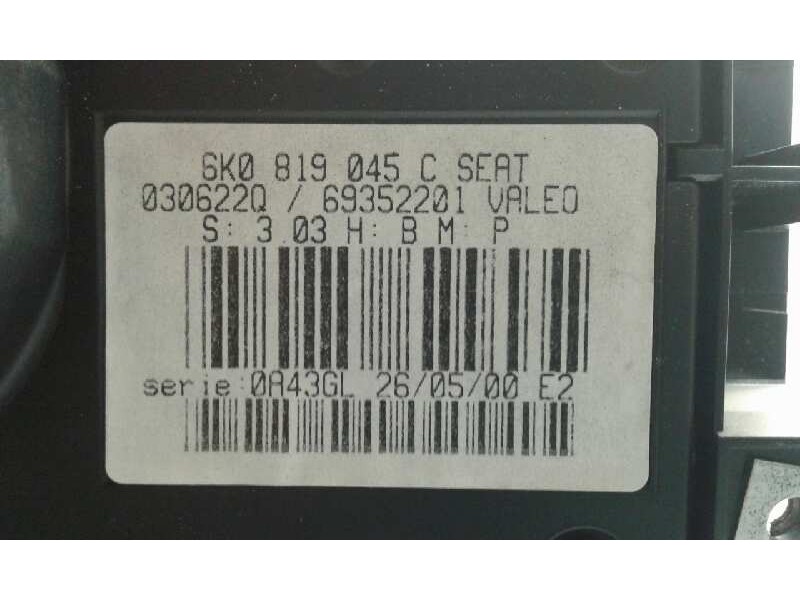 6K0 819 045 C SEAT
030622Q / 69352201 VALEO
S: 3.03 H: B M: P
serie:0A43GL 26/05/00 E2